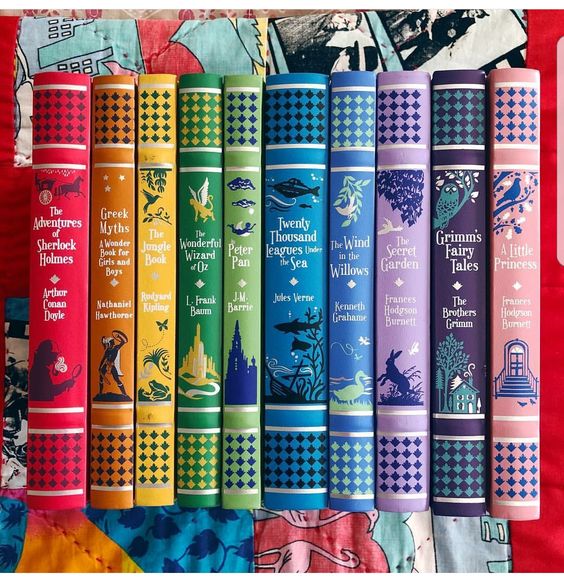 The
Adventures
of
Sherlock
Holmes
Arthur
Conan
Doyle
Greek
Myths
A Wonder
Book for
Girls and
Boys
Nathaniel
Hawthorne
The
Jungle
Book
Rudyard
Kipling
The
Wonderful
Wizard
of Oz
L. Frank
Baum
Peter
Pan
J.M.
Barrie
Twenty
Thousand
Leagues Under
the Sea
Jules Verne
The Wind
in the
Willows
Kenneth
Grahame
The
Secret
Garden
Frances
Hodgson
Burnett
Grimm's
Fairy
Tales
The
Brothers
Grimm
A Little
Princess
Frances
Hodgson
Burnett